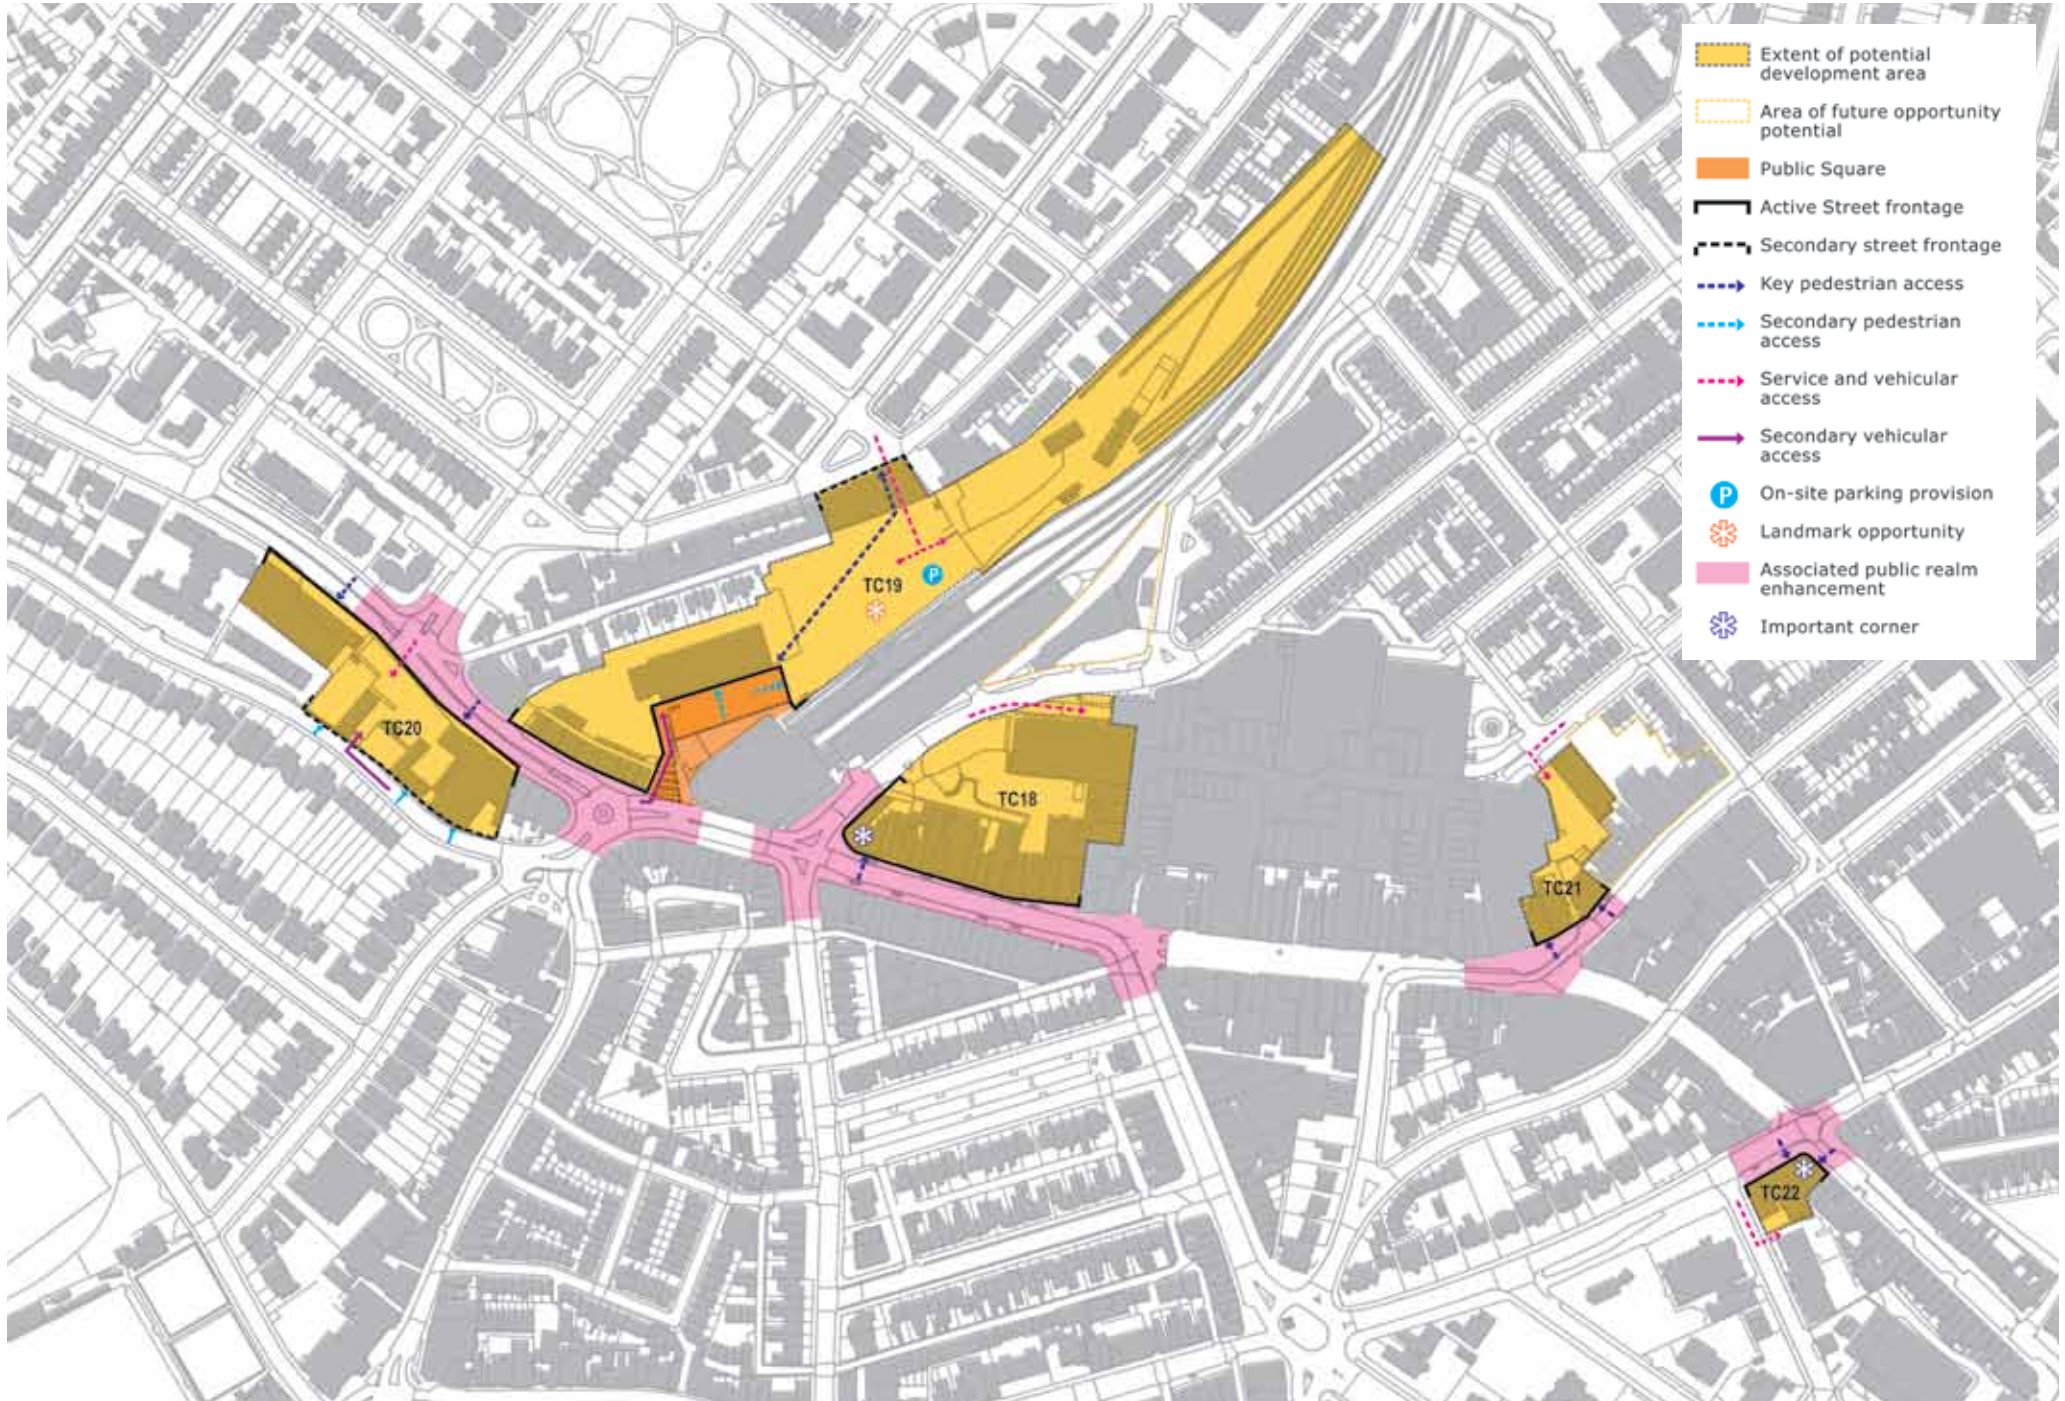 Extent of potential
development area
Area of future opportunity
potential
Public Square
Active Street frontage
Secondary street frontage
Key pedestrian access
Secondary pedestrian
access
Service and vehicular
access
Secondary vehicular
access
P On-site parking provision
Landmark opportunity
Associated public realm
enhancement
Important corner
TC19
P
TC20
TC18
TC21
TC22